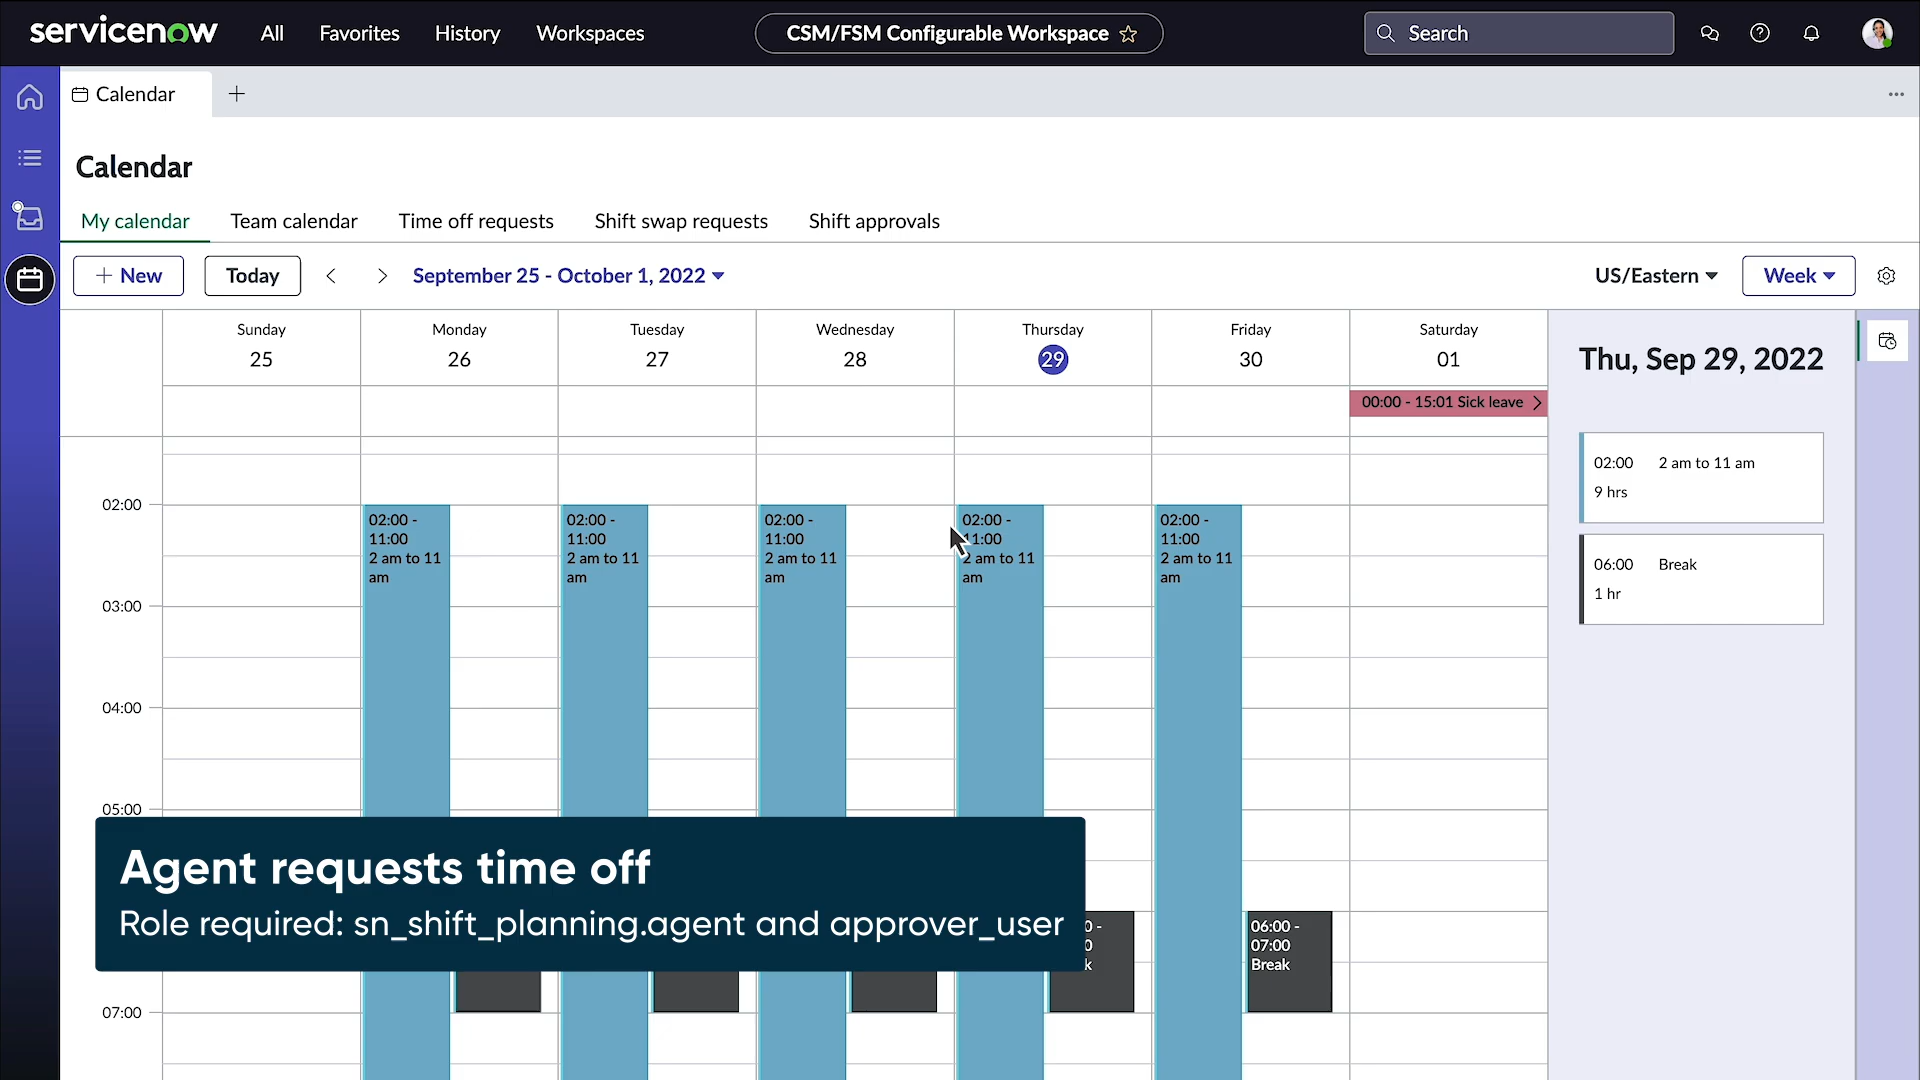 servicenow All Favorites History Workspaces CSM/FSM Configurable Workspace Search
Calendar
Calendar
My calendar Team calendar Time off requests Shift swap requests Shift approvals
New Today September 25 - October 1, 2022 US/Eastern Week
Sunday Monday Tuesday Wednesday Thursday Friday Saturday
25 26 27 28 29 30 01
Thu, Sep 29, 2022
00:00 - 15:01 Sick leave
02:00 2 am to 11 am
9 hrs
06:00 Break
1 hr
02:00
02:00 -
11:00
2 am to 11
am
02:00 -
11:00
2 am to 11
am
02:00 -
11:00
2 am to 11
am
02:00 -
11:00
2 am to 11
am
02:00 -
11:00
2 am to 11
am
03:00
04:00
05:00
Agent requests time off
Role required: sn_shift_planning.agent and approver_user
0 -
0
k
06:00 -
07:00
Break
07:00